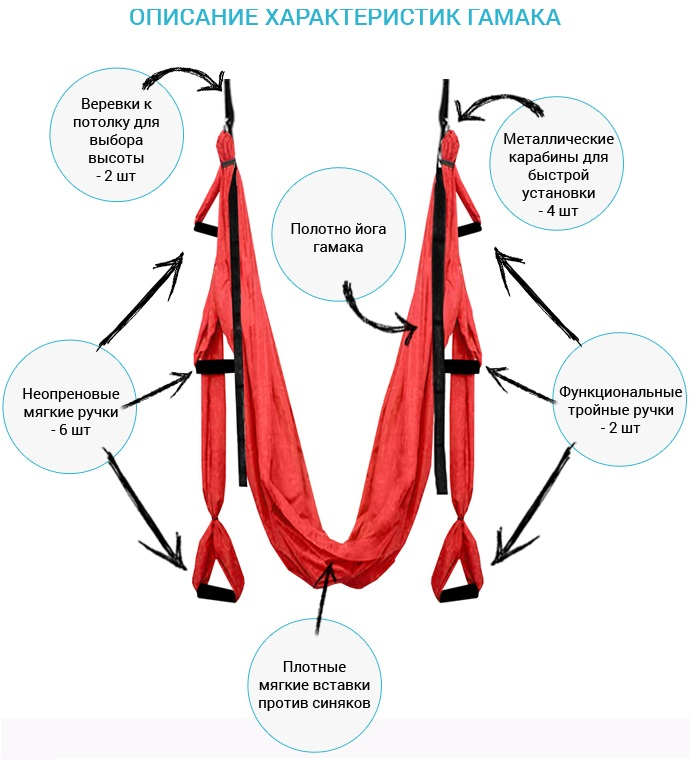 ОПИСАНИЕ ХАРАКТЕРИСТИК ГАМАКА
Веревки к
потолку для
выбора
высоты
- 2 шт
Металлические
карабины для
быстрой
установки
- 4 шт
Полотно йога
гамака
Неопреновые
мягкие ручки
- 6 шт
Функциональные
тройные ручки
- 2 шт
Плотные
мягкие вставки
против синяков